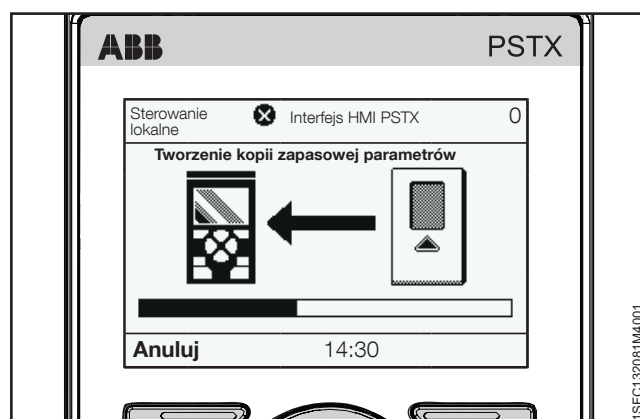 ABB PSTX
Sterowanie lokalne Interfejs HMI PSTX 0
Tworzenie kopii zapasowej parametrów
Anuluj 14:30
1SFC132081M4001